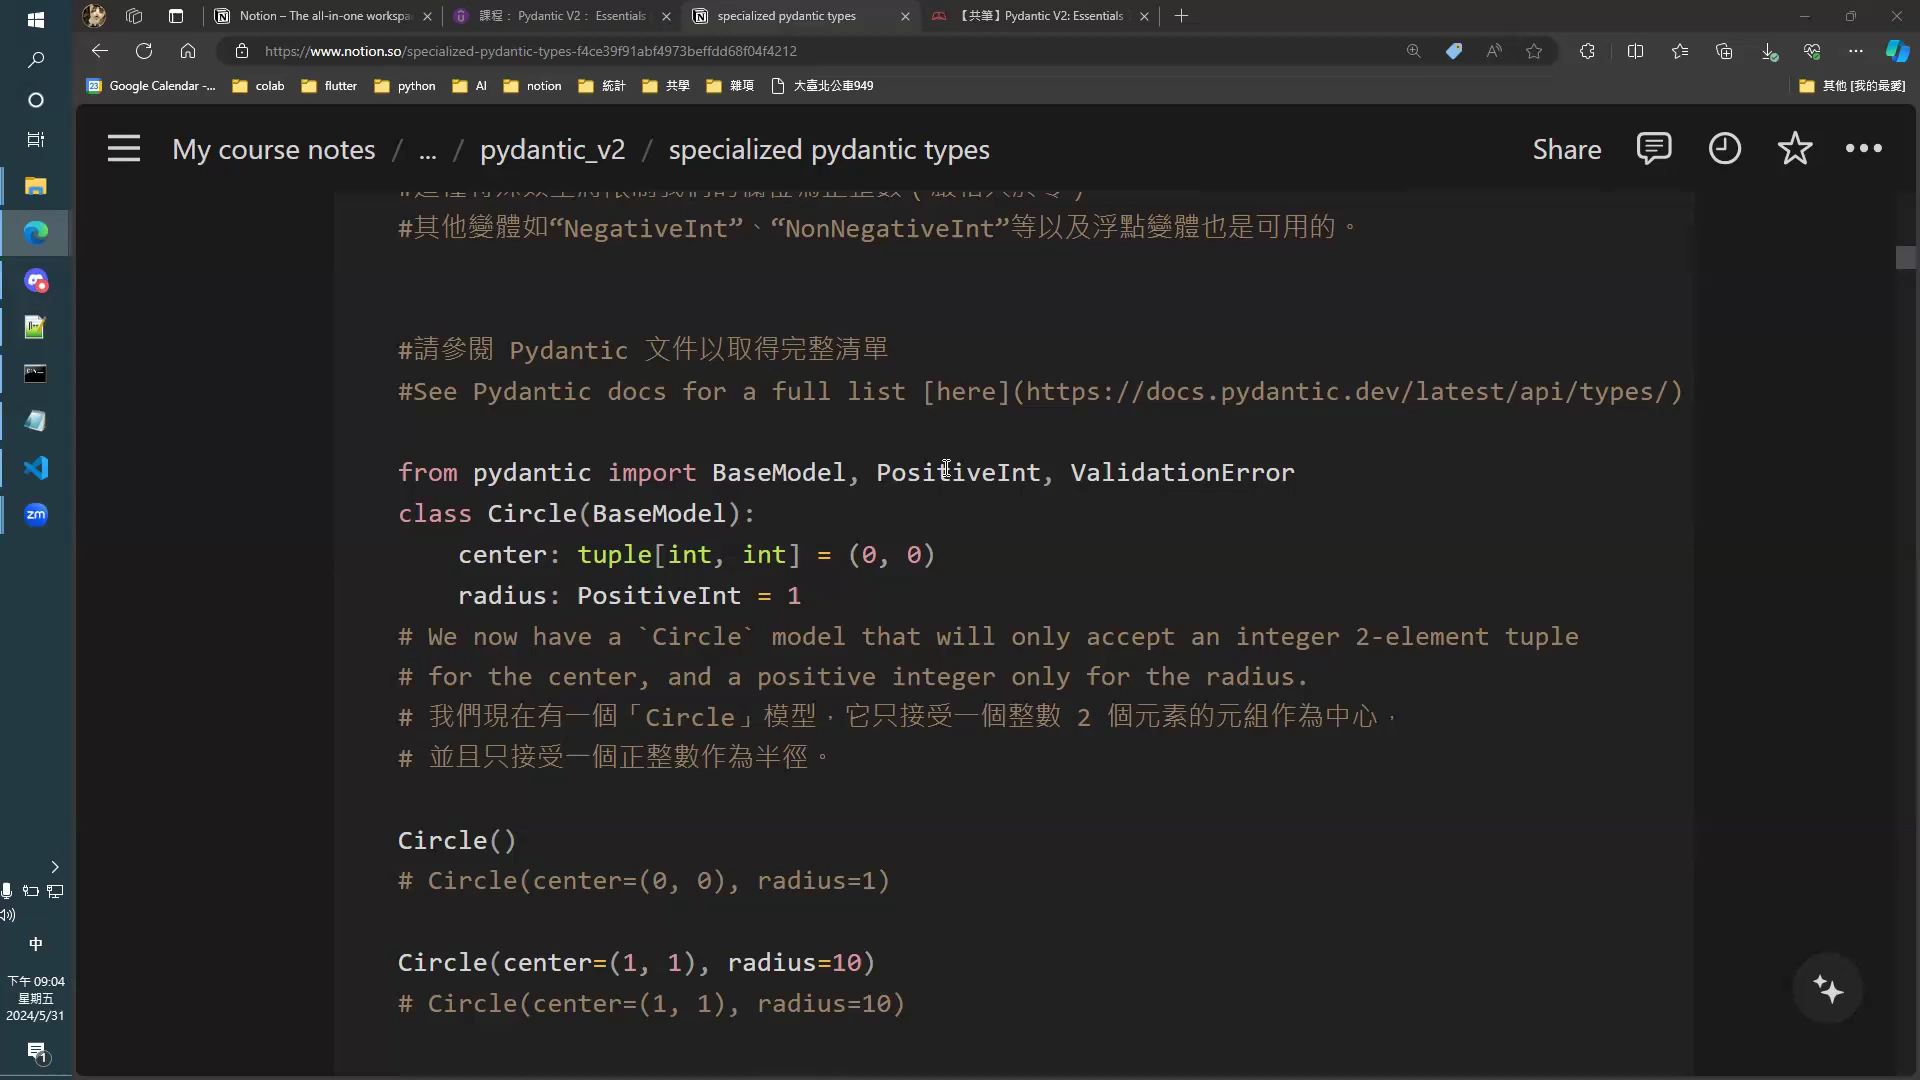 Notion – The all-in-one workspa
課程： Pydantic V2： Essentials
specialized pydantic types
【共筆】Pydantic V2: Essentials
https://www.notion.so/specialized-pydantic-types-f4ce39f91abf4973beffdd68f04f4212
Google Calendar -...
colab
flutter
python
AI
notion
統計
共學
雜項
大臺北公車949
其他 [我的最愛]
My course notes / ... / pydantic_v2 / specialized pydantic types
Share
#其他變體如“NegativeInt”、“NonNegativeInt”等以及浮點變體也是可用的。
#請參閱 Pydantic 文件以取得完整清單
#See Pydantic docs for a full list [here](https://docs.pydantic.dev/latest/api/types/)
from pydantic import BaseModel, PositiveInt, ValidationError
class Circle(BaseModel):
    center: tuple[int, int] = (0, 0)
    radius: PositiveInt = 1
# We now have a `Circle` model that will only accept an integer 2-element tuple
# for the center, and a positive integer only for the radius.
# 我們現在有一個「Circle」模型，它只接受一個整數 2 個元素的元組作為中心，
# 並且只接受一個正整數作為半徑。
Circle()
# Circle(center=(0, 0), radius=1)
Circle(center=(1, 1), radius=10)
# Circle(center=(1, 1), radius=10)
zm
中
下午 09:04
星期五
2024/5/31
1